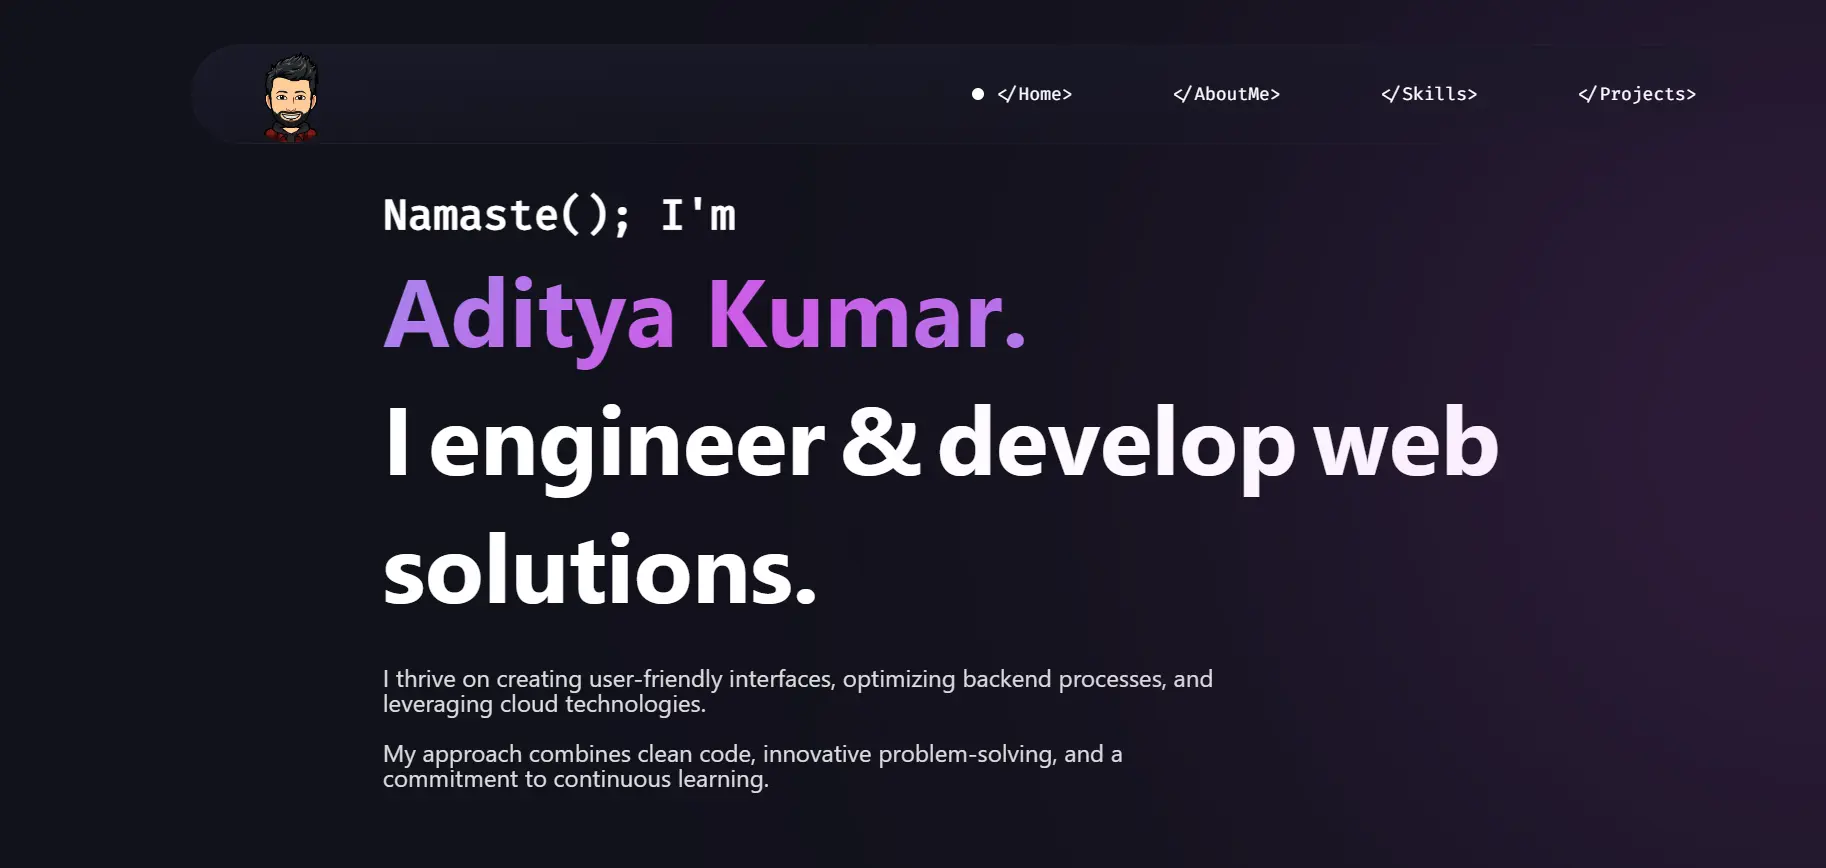 </Home>
</AboutMe>
</Skills>
</Projects>
Namaste(); I'm
Aditya Kumar.
I engineer & develop web
solutions.
I thrive on creating user-friendly interfaces, optimizing backend processes, and
leveraging cloud technologies.
My approach combines clean code, innovative problem-solving, and a
commitment to continuous learning.